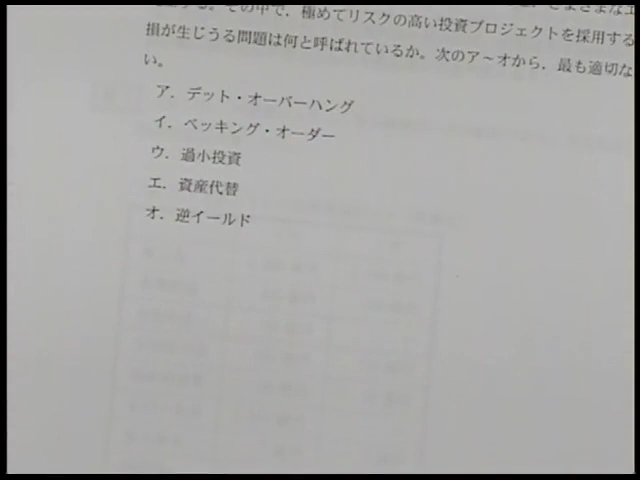 する。その中で，極めてリスクの高い投資プロジェクトを採用する
損が生じうる問題は何と呼ばれているか。次のア～オから，最も適切な
い。
ア．デット・オーバーハング
イ．ペッキング・オーダー
ウ．過小投資
エ．資産代替
オ．逆イールド